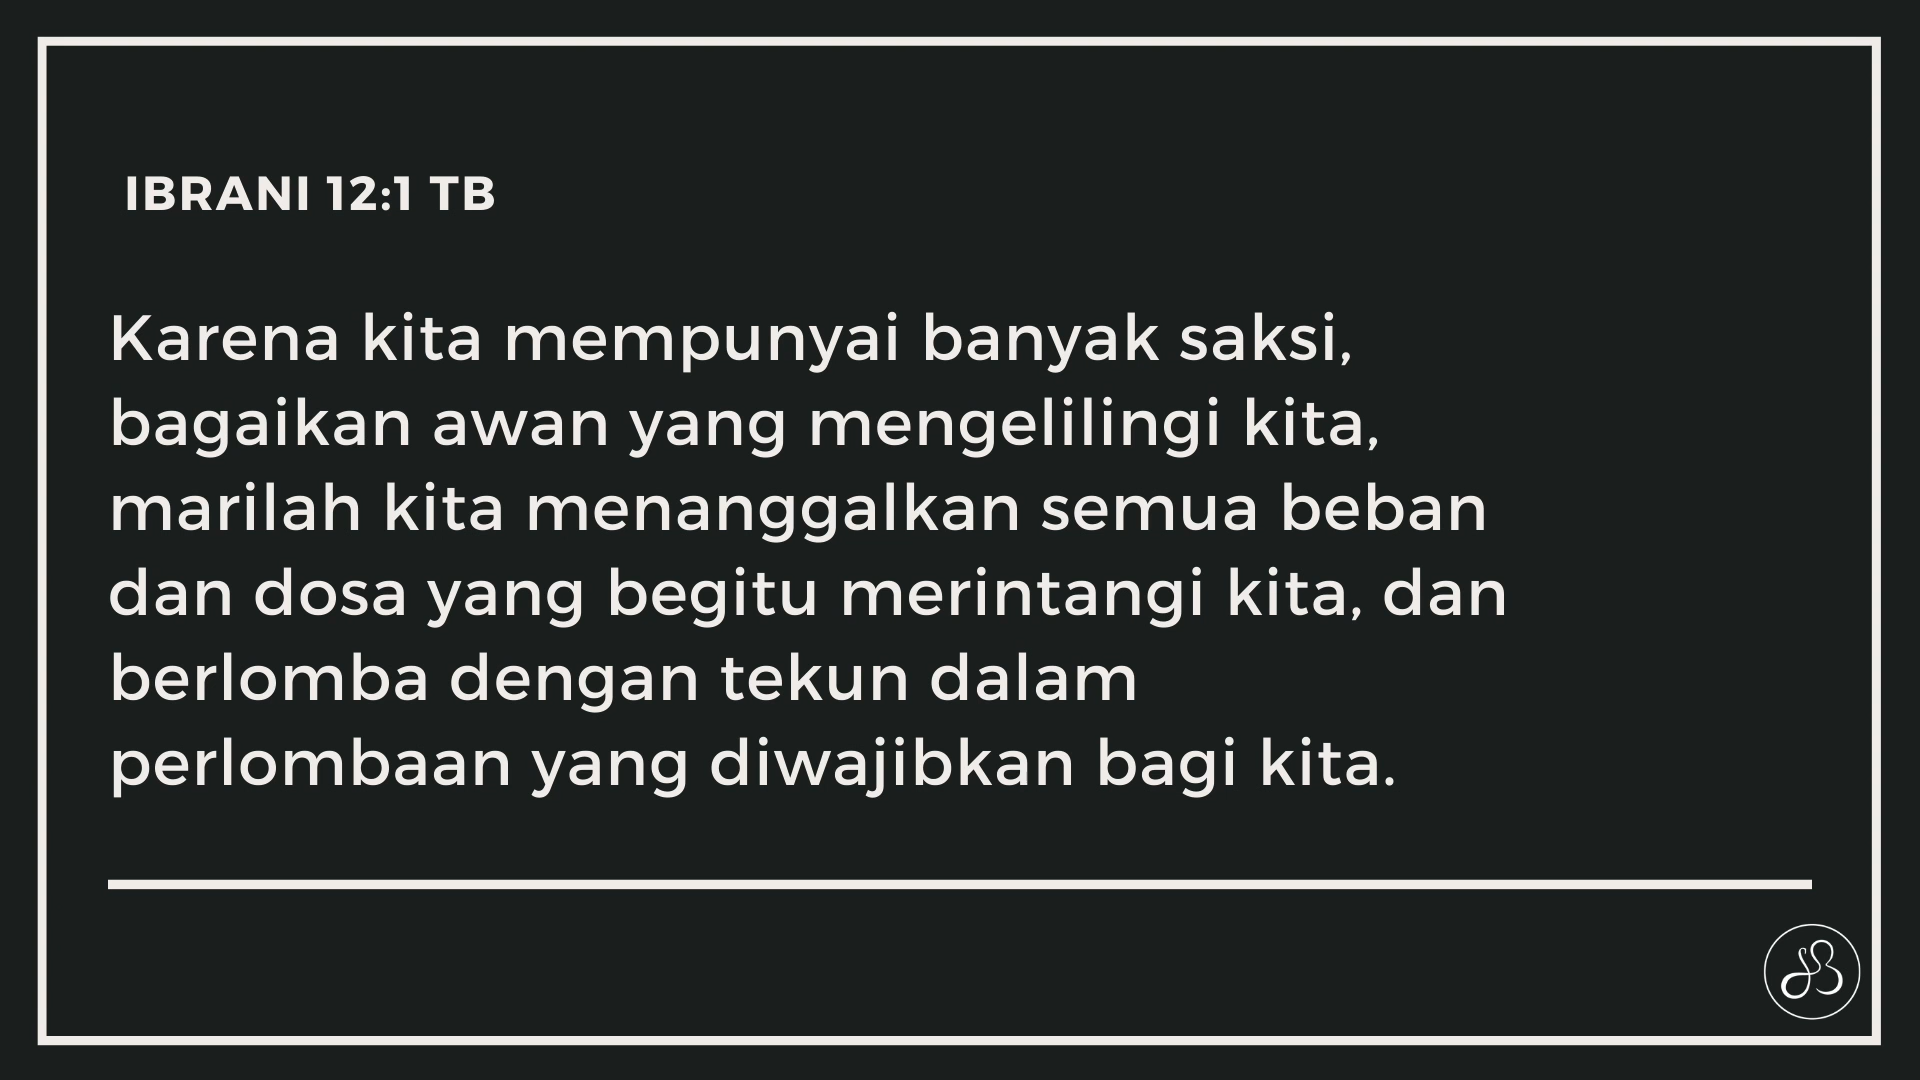 IBRANI 12:1 TB
Karena kita mempunyai banyak saksi,
bagaikan awan yang mengelilingi kita,
marilah kita menanggalkan semua beban
dan dosa yang begitu merintangi kita, dan
berlomba dengan tekun dalam
perlombaan yang diwajibkan bagi kita.